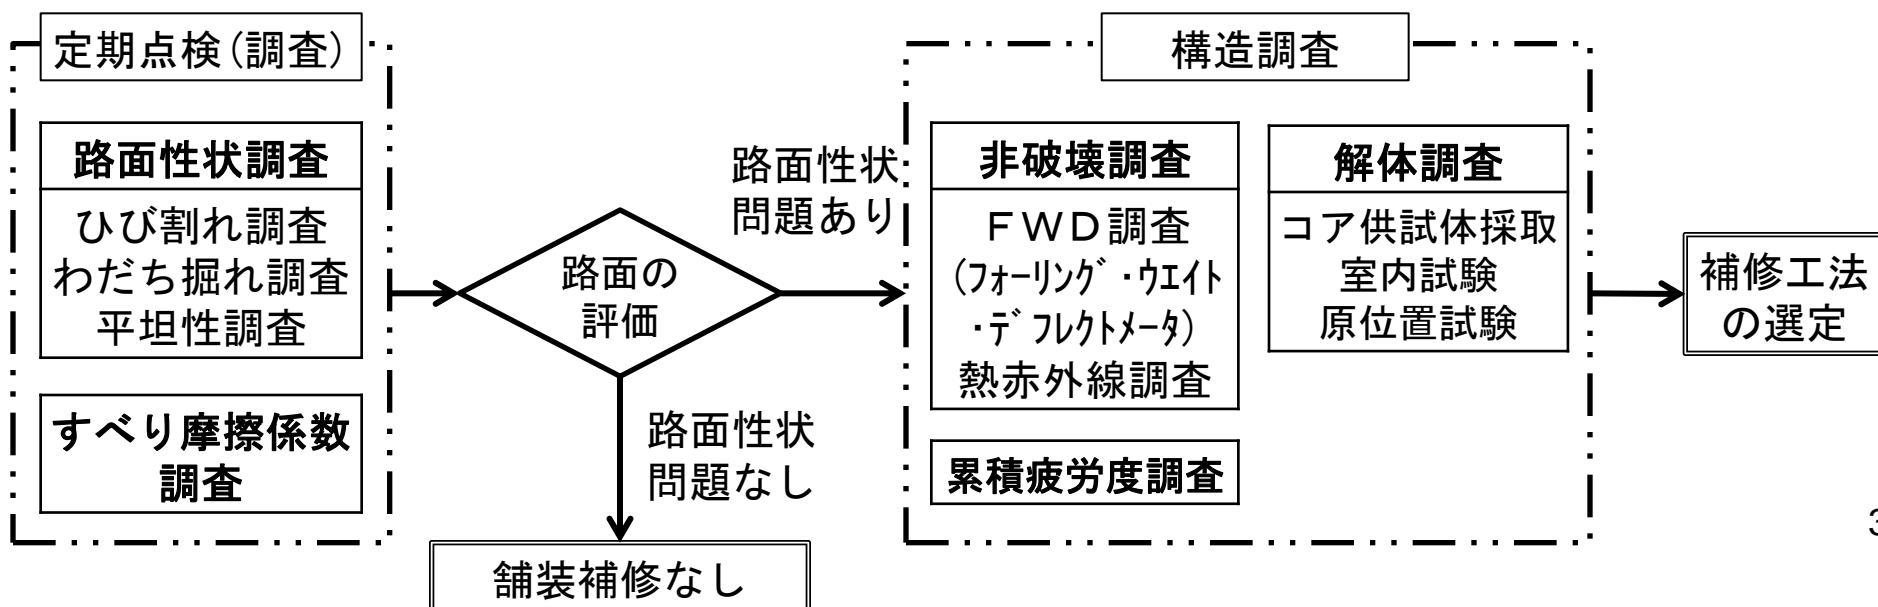 定期点検(調査)
路面性状調査
ひび割れ調査
わだち掘れ調査
平坦性調査
すべり摩擦係数
調査
路面の
評価
路面性状
問題あり
路面性状
問題なし
舗装補修なし
構造調査
非破壊調査
FWD調査
(フォーリング・ウエイト
・デフレクトメータ)
熱赤外線調査
累積疲労度調査
解体調査
コア供試体採取
室内試験
原位置試験
補修工法
の選定
3